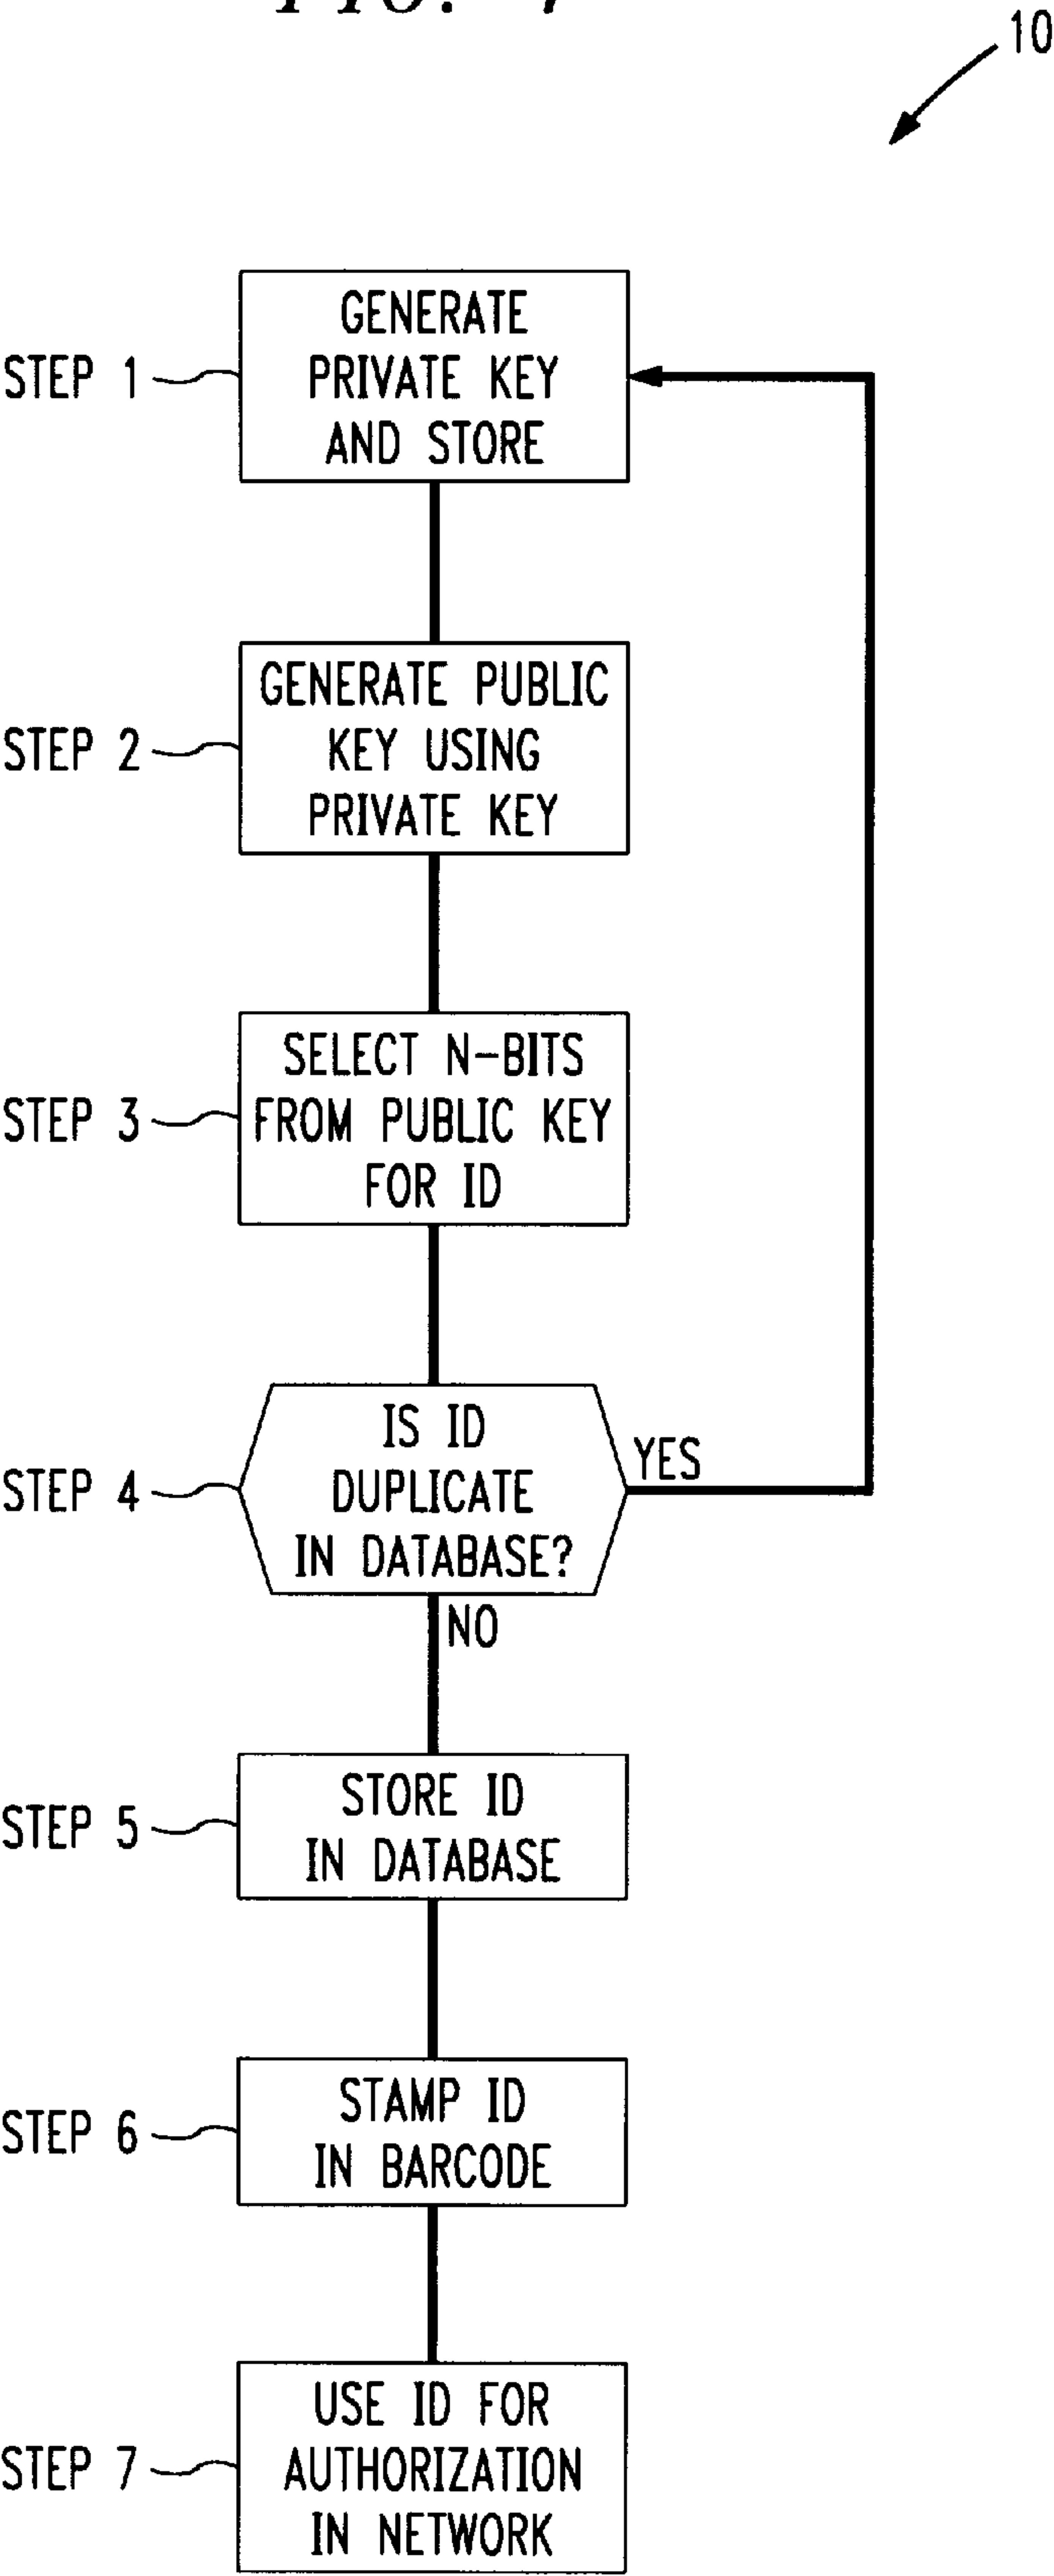 FIG.
10
GENERATE
PRIVATE KEY
AND STORE
STEP 1
GENERATE PUBLIC
KEY USING
PRIVATE KEY
STEP 2
SELECT N-BITS
FROM PUBLIC KEY
FOR ID
STEP 3
IS ID
DUPLICATE
IN DATABASE?
STEP 4
YES
NO
STORE ID
IN DATABASE
STEP 5
STAMP ID
IN BARCODE
STEP 6
USE ID FOR
AUTHORIZATION
IN NETWORK
STEP 7